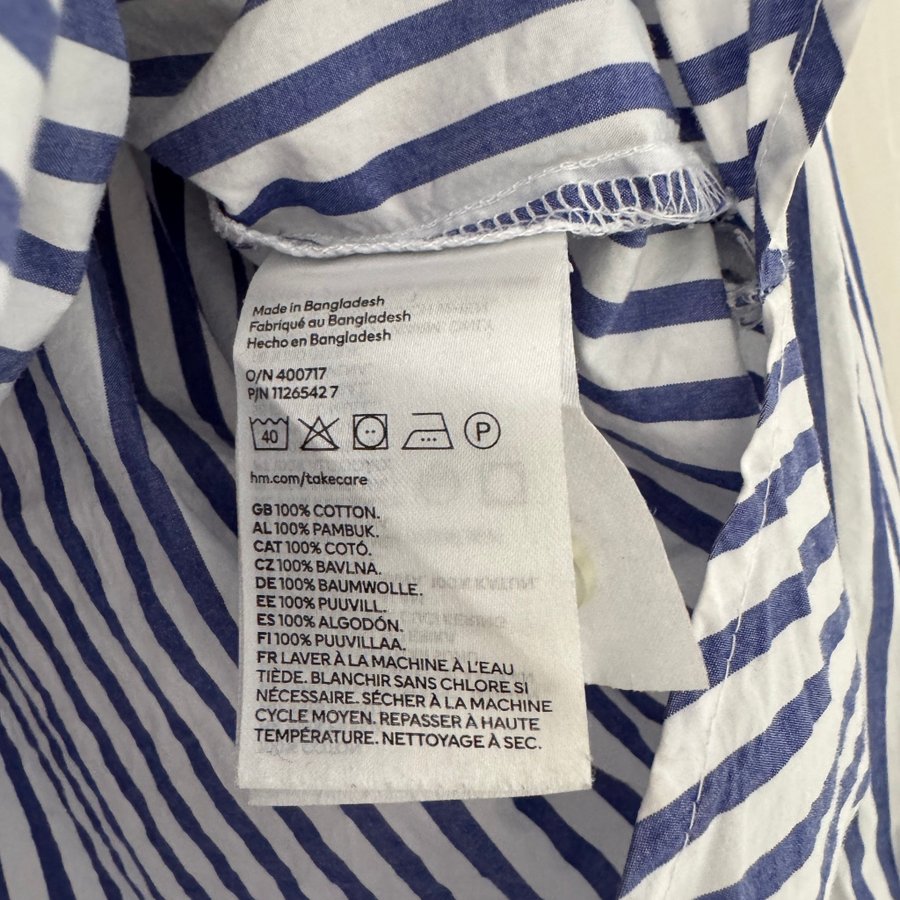 Made in Bangladesh
Fabriqué au Bangladesh
Hecho en Bangladesh
O/N 400717
P/N 1126542 7
40 P
hm.com/takecare
GB 100% COTTON.
AL 100% PAMBUK.
CAT 100% COTÓ.
CZ 100% BAVLNA.
DE 100% BAUMWOLLE.
EE 100% PUUVILL.
ES 100% ALGODÓN.
FI 100% PUUVILLAA.
FR LAVER À LA MACHINE À L'EAU
TIÈDE. BLANCHIR SANS CHLORE SI
NÉCESSAIRE. SÉCHER À LA MACHINE
CYCLE MOYEN. REPASSER À HAUTE
TEMPÉRATURE. NETTOYAGE À SEC.